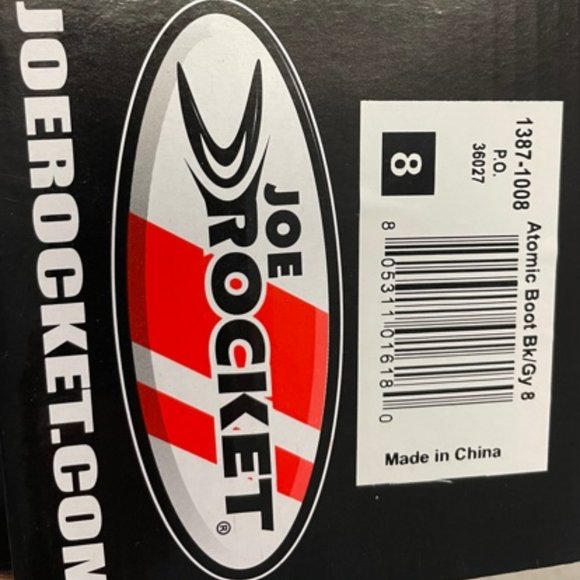 1387-1008 Atomic Boot Bk/Gy 8
P.O.
36027
8
8 05311 01618 0
Made in China
JOE
ROCKET®
JOEROCKET.COM